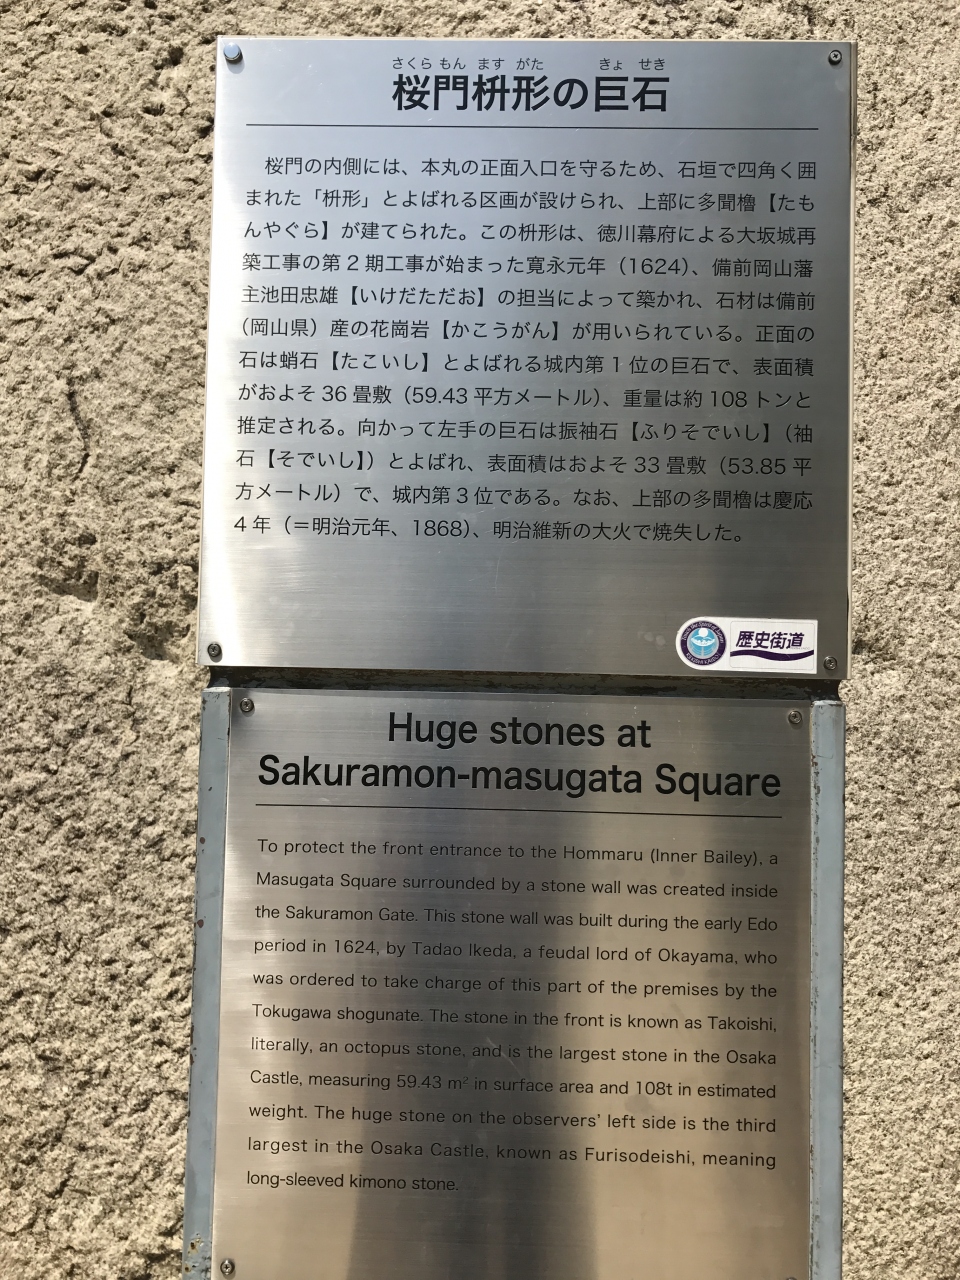 さくら もん ます がた きょ せき
桜門枡形の巨石
桜門の内側には、本丸の正面入口を守るため、石垣で四角く囲
まれた「枡形」とよばれる区画が設けられ、上部に多聞櫓【たも
んやぐら】が建てられた。この枡形は、徳川幕府による大坂城再
築工事の第2期工事が始まった寛永元年（1624）、備前岡山藩
主池田忠雄【いけだただお】の担当によって築かれ、石材は備前
（岡山県）産の花崗岩【かこうがん】が用いられている。正面の
石は蛸石【たこいし】とよばれる城内第1位の巨石で、表面積
がおよそ36畳敷（59.43平方メートル）、重量は約108トンと
推定される。向かって左手の巨石は振袖石【ふりそでいし】（袖
石【そでいし】）とよばれ、表面積はおよそ33畳敷（53.85平
方メートル）で、城内第3位である。なお、上部の多聞櫓は慶応
4年（＝明治元年、1868）、明治維新の大火で焼失した。
歴史街道
Huge stones at
Sakuramon-masugata Square
To protect the front entrance to the Hommaru (Inner Bailey), a
Masugata Square surrounded by a stone wall was created inside
the Sakuramon Gate. This stone wall was built during the early Edo
period in 1624, by Tadao Ikeda, a feudal lord of Okayama, who
was ordered to take charge of this part of the premises by the
Tokugawa shogunate. The stone in the front is known as Takoishi,
literally, an octopus stone, and is the largest stone in the Osaka
Castle, measuring 59.43 m² in surface area and 108t in estimated
weight. The huge stone on the observers' left side is the third
largest in the Osaka Castle, known as Furisodeishi, meaning
long-sleeved kimono stone.